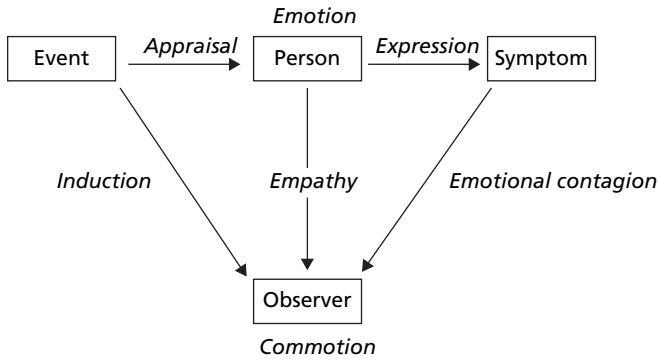 Emotion
Appraisal
Expression
Event
Person
Symptom
Induction
Empathy
Emotional contagion
Observer
Commotion